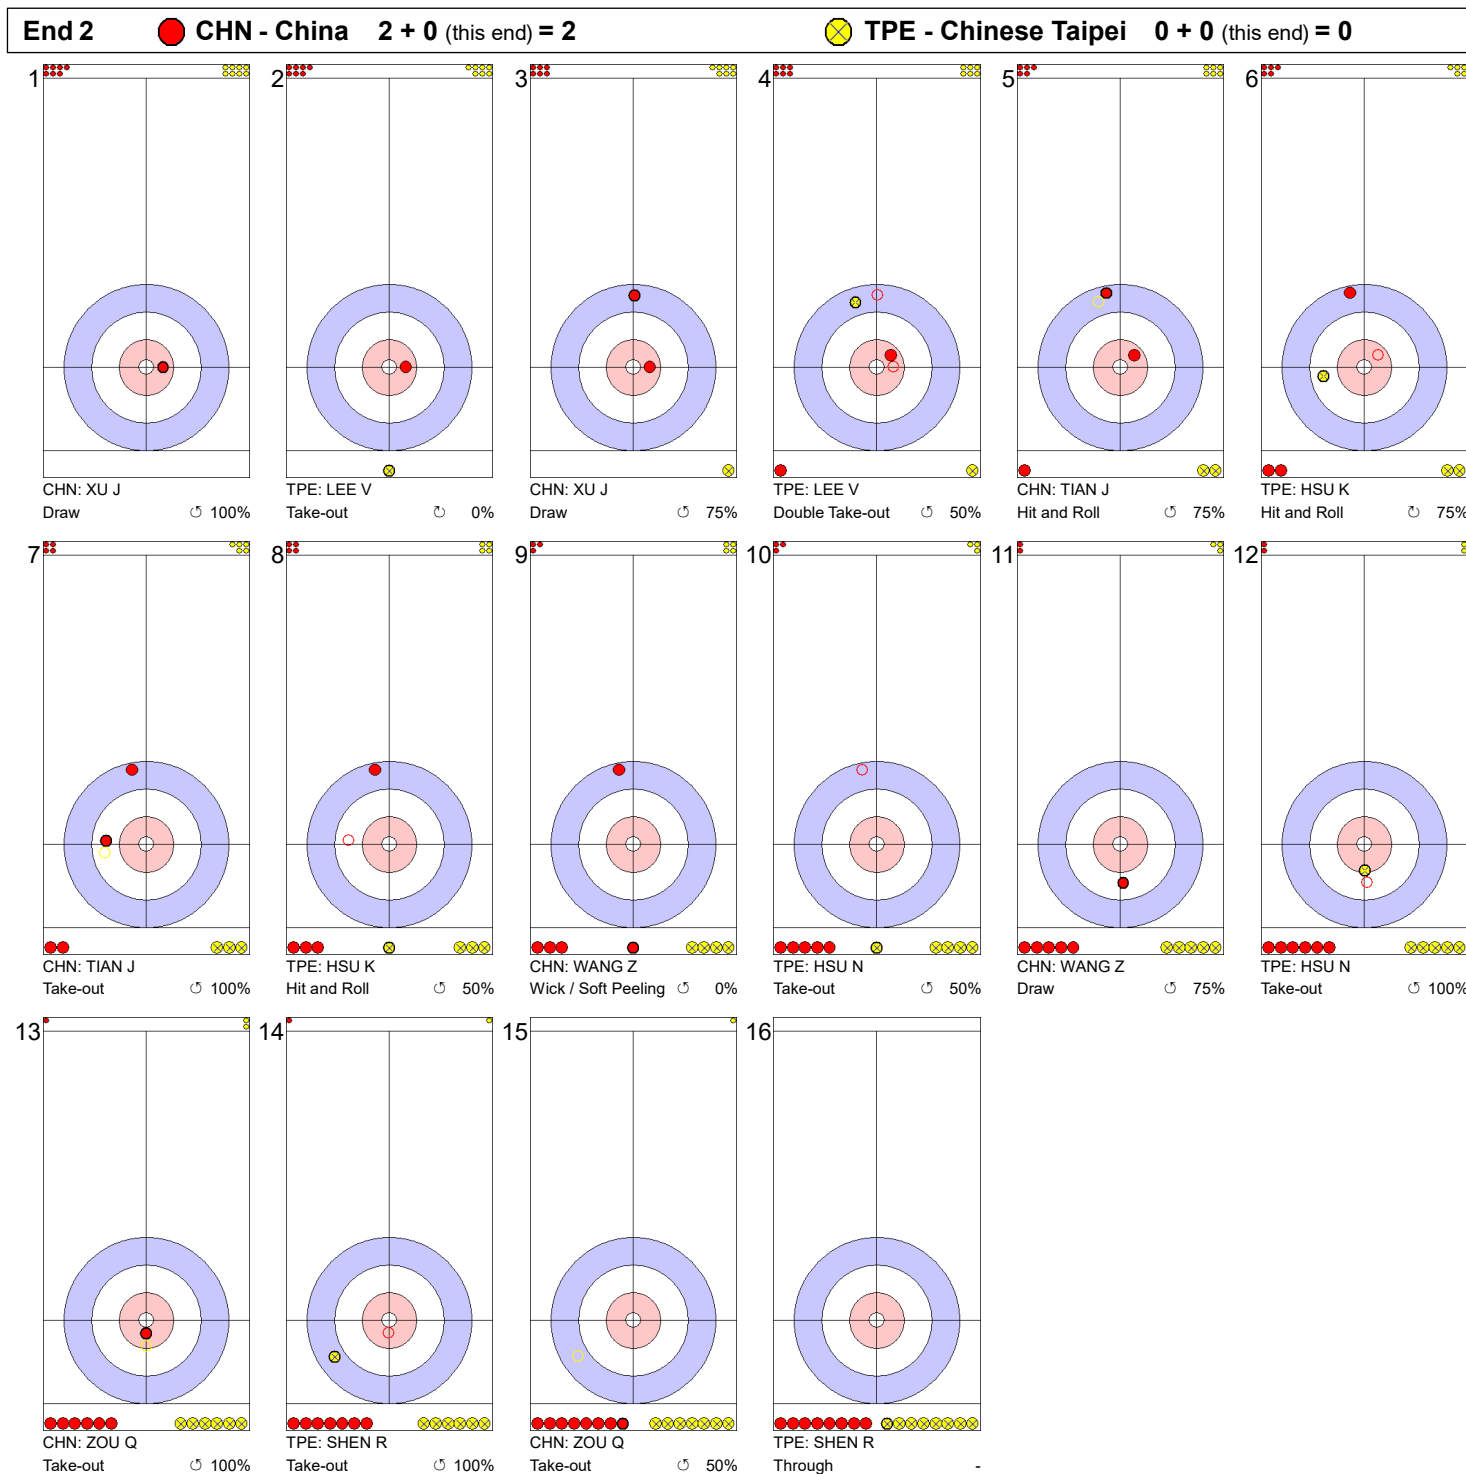 End 2 CHN - China 2 + 0 (this end) = 2 TPE - Chinese Taipei 0 + 0 (this end) = 0
1 2 3 4 5 6
CHN: XU J TPE: LEE V CHN: XU J TPE: LEE V CHN: TIAN J TPE: HSU K
Draw ↺ 100% Take-out ↻ 0% Draw ↺ 75% Double Take-out ↺ 50% Hit and Roll ↺ 75% Hit and Roll ↻ 75%
7 8 9 10 11 12
CHN: TIAN J TPE: HSU K CHN: WANG Z TPE: HSU N CHN: WANG Z TPE: HSU N
Take-out ↺ 100% Hit and Roll ↺ 50% Wick / Soft Peeling ↺ 0% Take-out ↺ 50% Draw ↺ 75% Take-out ↺ 100%
13 14 15 16
CHN: ZOU Q TPE: SHEN R CHN: ZOU Q TPE: SHEN R
Take-out ↺ 100% Take-out ↺ 100% Take-out ↺ 50% Through -